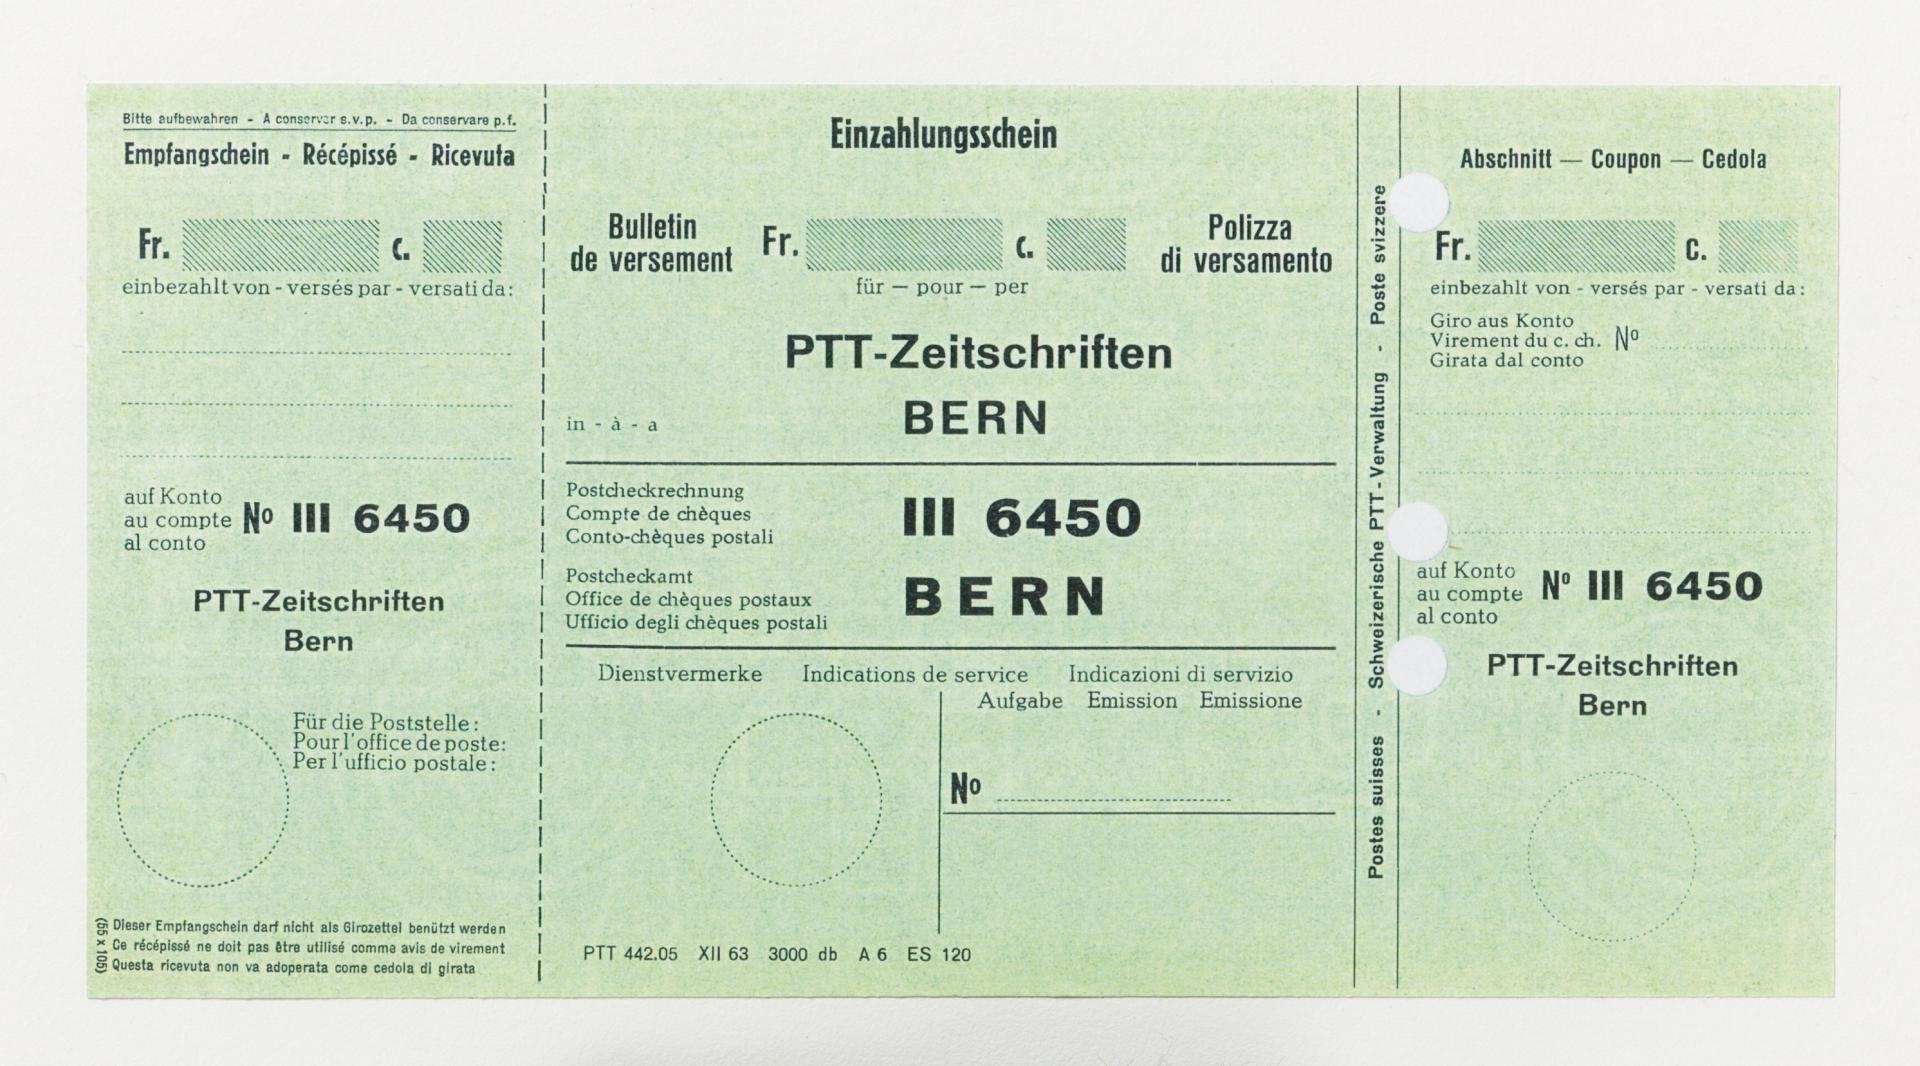 Bitte aufbewahren - A conserver s.v.p. - Da conservare p.f.
Empfangschein - Récépissé - Ricevuta
Fr. c.
einbezahlt von - versés par - versati da:
auf Konto
au compte No III 6450
al conto
PTT-Zeitschriften
Bern
Für die Poststelle:
Pour l'office de poste:
Per l'ufficio postale:
(55 x 105)
Dieser Empfangschein darf nicht als Girozettel benützt werden
Ce récépissé ne doit pas être utilisé comme avis de virement
Questa ricevuta non va adoperata come cedola di girata
Einzahlungsschein
Bulletin
de versement
Fr. c.
Polizza
di versamento
für — pour — per
PTT-Zeitschriften
in - à - a BERN
Postcheckrechnung
Compte de chèques
Conto-chèques postali
III 6450
Postcheckamt
Office de chèques postaux
Ufficio degli chèques postali
BERN
Dienstvermerke Indications de service Indicazioni di servizio
Aufgabe Emission Emissione
No
PTT 442.05 XII 63 3000 db A 6 ES 120
Postes suisses - Schweizerische PTT-Verwaltung - Poste svizzere
Abschnitt — Coupon — Cedola
Fr. c.
einbezahlt von - versés par - versati da:
Giro aus Konto
Virement du c. ch. No
Girata dal conto
auf Konto
au compte No III 6450
al conto
PTT-Zeitschriften
Bern